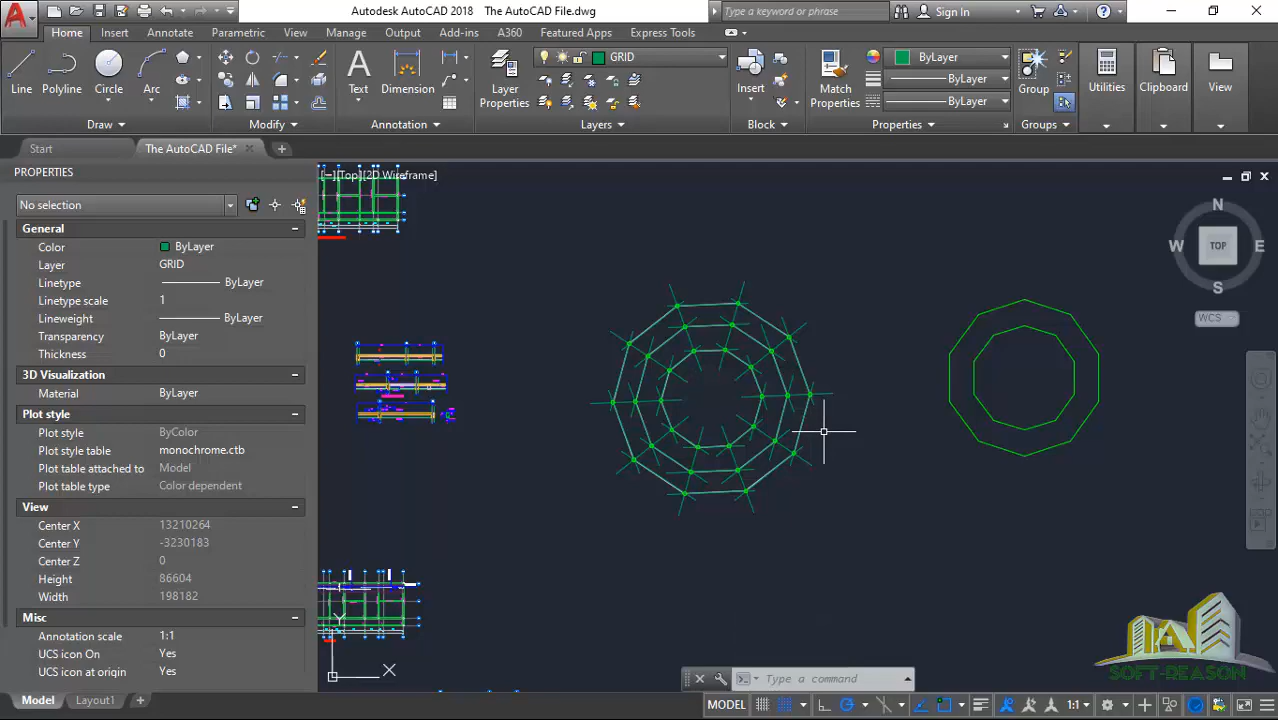 Autodesk AutoCAD 2018 The AutoCAD File.dwg
Type a keyword or phrase
Sign In
Home Insert Annotate Parametric View Manage Output Add-ins A360 Featured Apps Express Tools
GRID
ByLayer
ByLayer
ByLayer
Line Polyline Circle Arc Text Dimension Layer Properties Insert Match Properties Group Utilities Clipboard View
Draw Modify Annotation Layers Block Properties Groups
Start The AutoCAD File*
PROPERTIES
No selection
General
Color ByLayer
Layer GRID
Linetype ByLayer
Linetype scale 1
Lineweight ByLayer
Transparency ByLayer
Thickness 0
3D Visualization
Material ByLayer
Plot style
Plot style ByColor
Plot style table monochrome.ctb
Plot table attached to Model
Plot table type Color dependent
View
Center X 13210264
Center Y -3230183
Center Z 0
Height 86604
Width 198182
Misc
Annotation scale 1:1
UCS icon On Yes
UCS icon at origin Yes
[−][Top][2D Wireframe]
N
W TOP E
S
WCS
Y
X
Type a command
SOFT-REASON
Model Layout1
MODEL 1:1